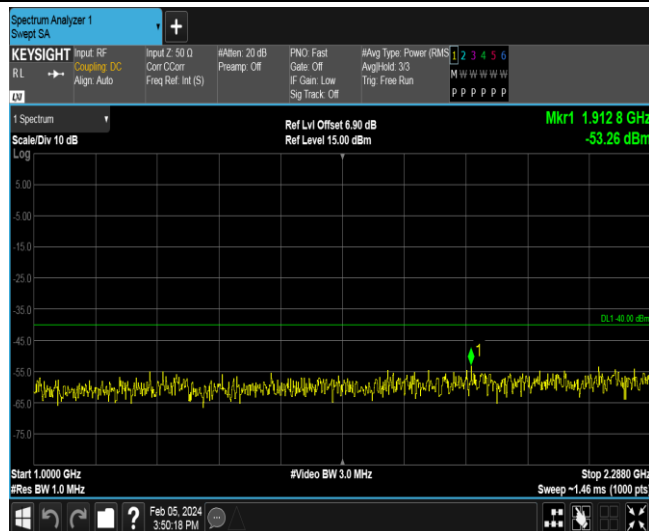 Spectrum Analyzer 1
Swept SA
+
KEYSIGHT
RL
Input: RF
Coupling: DC
Align: Auto
Input Z: 50 Ω
Corr CCorr
Freq Ref: Int (S)
#Atten: 20 dB
Preamp: Off
PNO: Fast
Gate: Off
IF Gain: Low
Sig Track: Off
#Avg Type: Power (RMS
Avg|Hold: 3/3
Trig: Free Run
1 2 3 4 5 6
M W W W W W
P P P P P P
1 Spectrum
Scale/Div 10 dB
Ref Lvl Offset 6.90 dB
Ref Level 15.00 dBm
Mkr1 1.912 8 GHz
-53.26 dBm
Log
5.00
-5.00
-15.0
-25.0
-35.0
DL1 -40.00 dBm
-45.0
1
-55.0
-65.0
-75.0
Start 1.0000 GHz
#Res BW 1.0 MHz
#Video BW 3.0 MHz
Stop 2.2880 GHz
Sweep ~1.46 ms (1000 pts)
?
Feb 05, 2024
3:50:18 PM